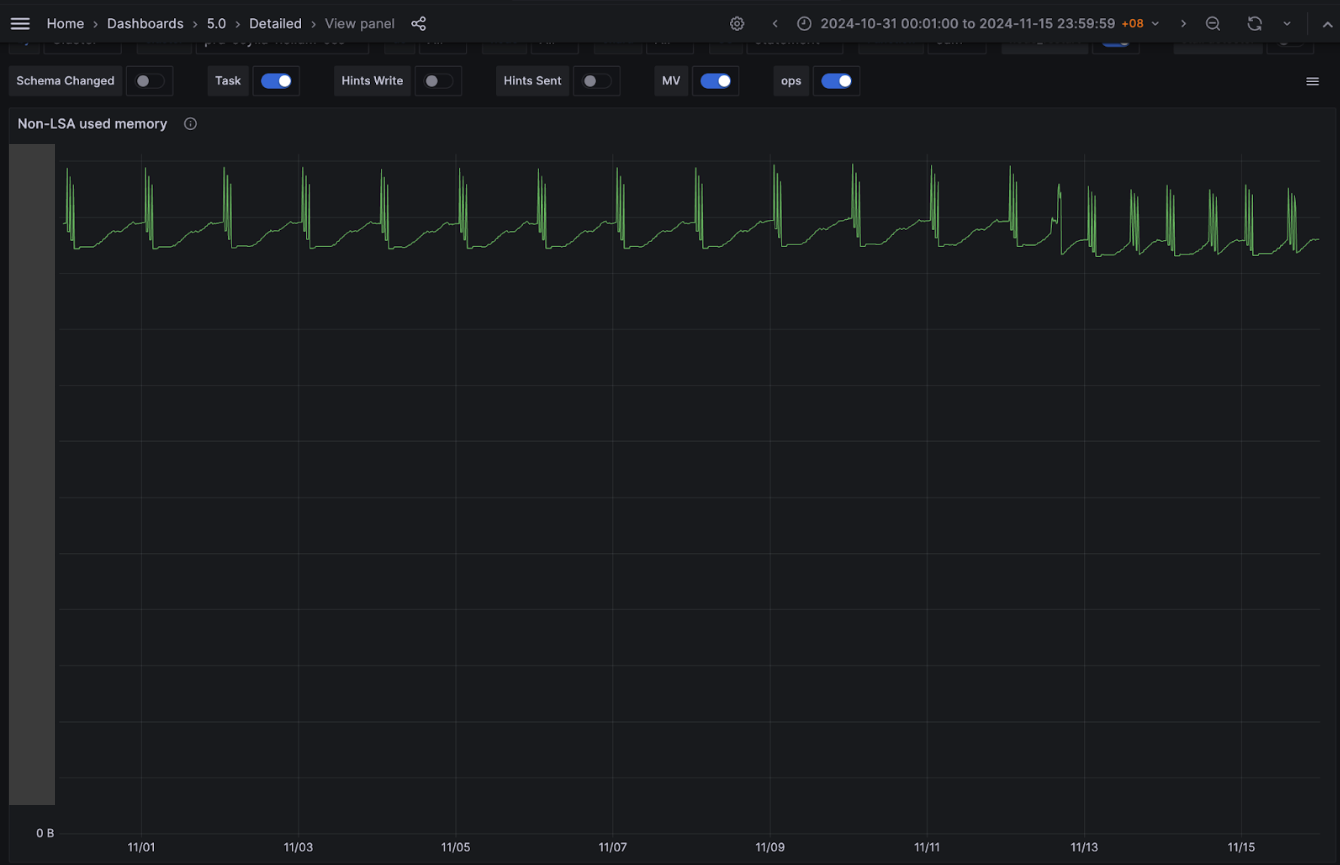 Home > Dashboards > 5.0 > Detailed > View panel 2024-10-31 00:01:00 to 2024-11-15 23:59:59 +08
Schema Changed Task Hints Write Hints Sent MV ops
Non-LSA used memory
0 B
11/01 11/03 11/05 11/07 11/09 11/11 11/13 11/15